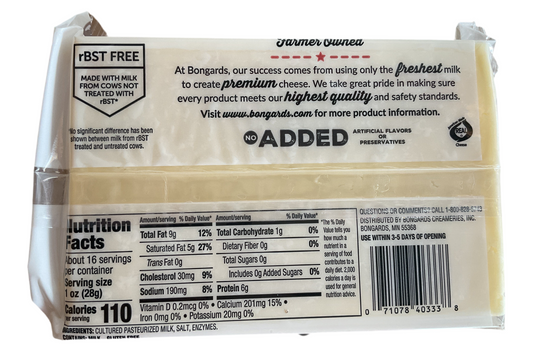 Farmer Owned
rBST FREE
MADE WITH MILK
FROM COWS NOT
TREATED WITH
rBST*
No significant difference has been
shown between milk from rBST
treated and untreated cows.
At Bongards, our success comes from using only the freshest milk
to create premium cheese. We take great pride in making sure
every product meets our highest quality and safety standards.
Visit www.bongards.com for more product information.
NO ADDED ARTIFICIAL FLAVORS
OR
PRESERVATIVES
REAL
Nutrition
Facts
About 16 servings
per container
Serving size
1 oz (28g)
Calories 110
per serving
Amount/serving % Daily Value*
Total Fat 9g 12%
Saturated Fat 5g 27%
Trans Fat 0g
Cholesterol 30mg 9%
Sodium 190mg 8%
Amount/serving % Daily Value*
Total Carbohydrate 1g 0%
Dietary Fiber 0g 0%
Total Sugars 0g
Includes 0g Added Sugars 0%
Protein 6g
Vitamin D 0.2mcg 0% • Calcium 201mg 15% •
Iron 0mg 0% • Potassium 20mg 0%
*The % Daily
Value tells you
how much a
nutrient in a
serving of food
contributes to a
daily diet. 2,000
calories a day is
used for general
nutrition advice.
INGREDIENTS: CULTURED PASTEURIZED MILK, SALT, ENZYMES.
CONTAINS: MILK GLUTEN FREE
QUESTIONS OR COMMENTS? CALL 1-800-828-
DISTRIBUTED BY BONGARDS CREAMERIES, INC.
BONGARDS, MN 55368
USE WITHIN 3-5 DAYS OF OPENING
0 71078 40333 8